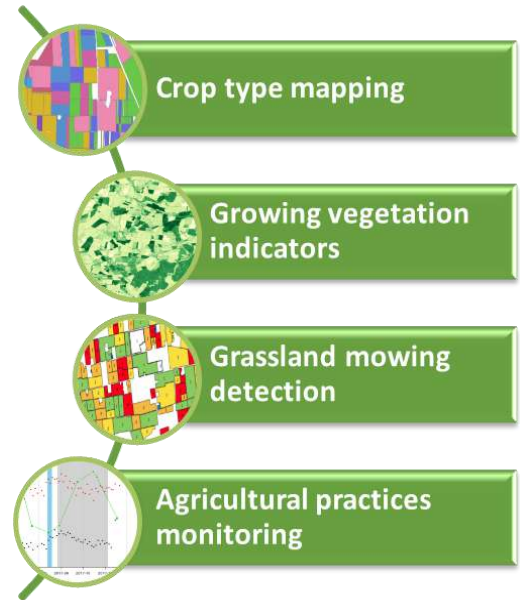 Crop type mapping
Growing vegetation
indicators
Grassland mowing
detection
Agricultural practices
monitoring